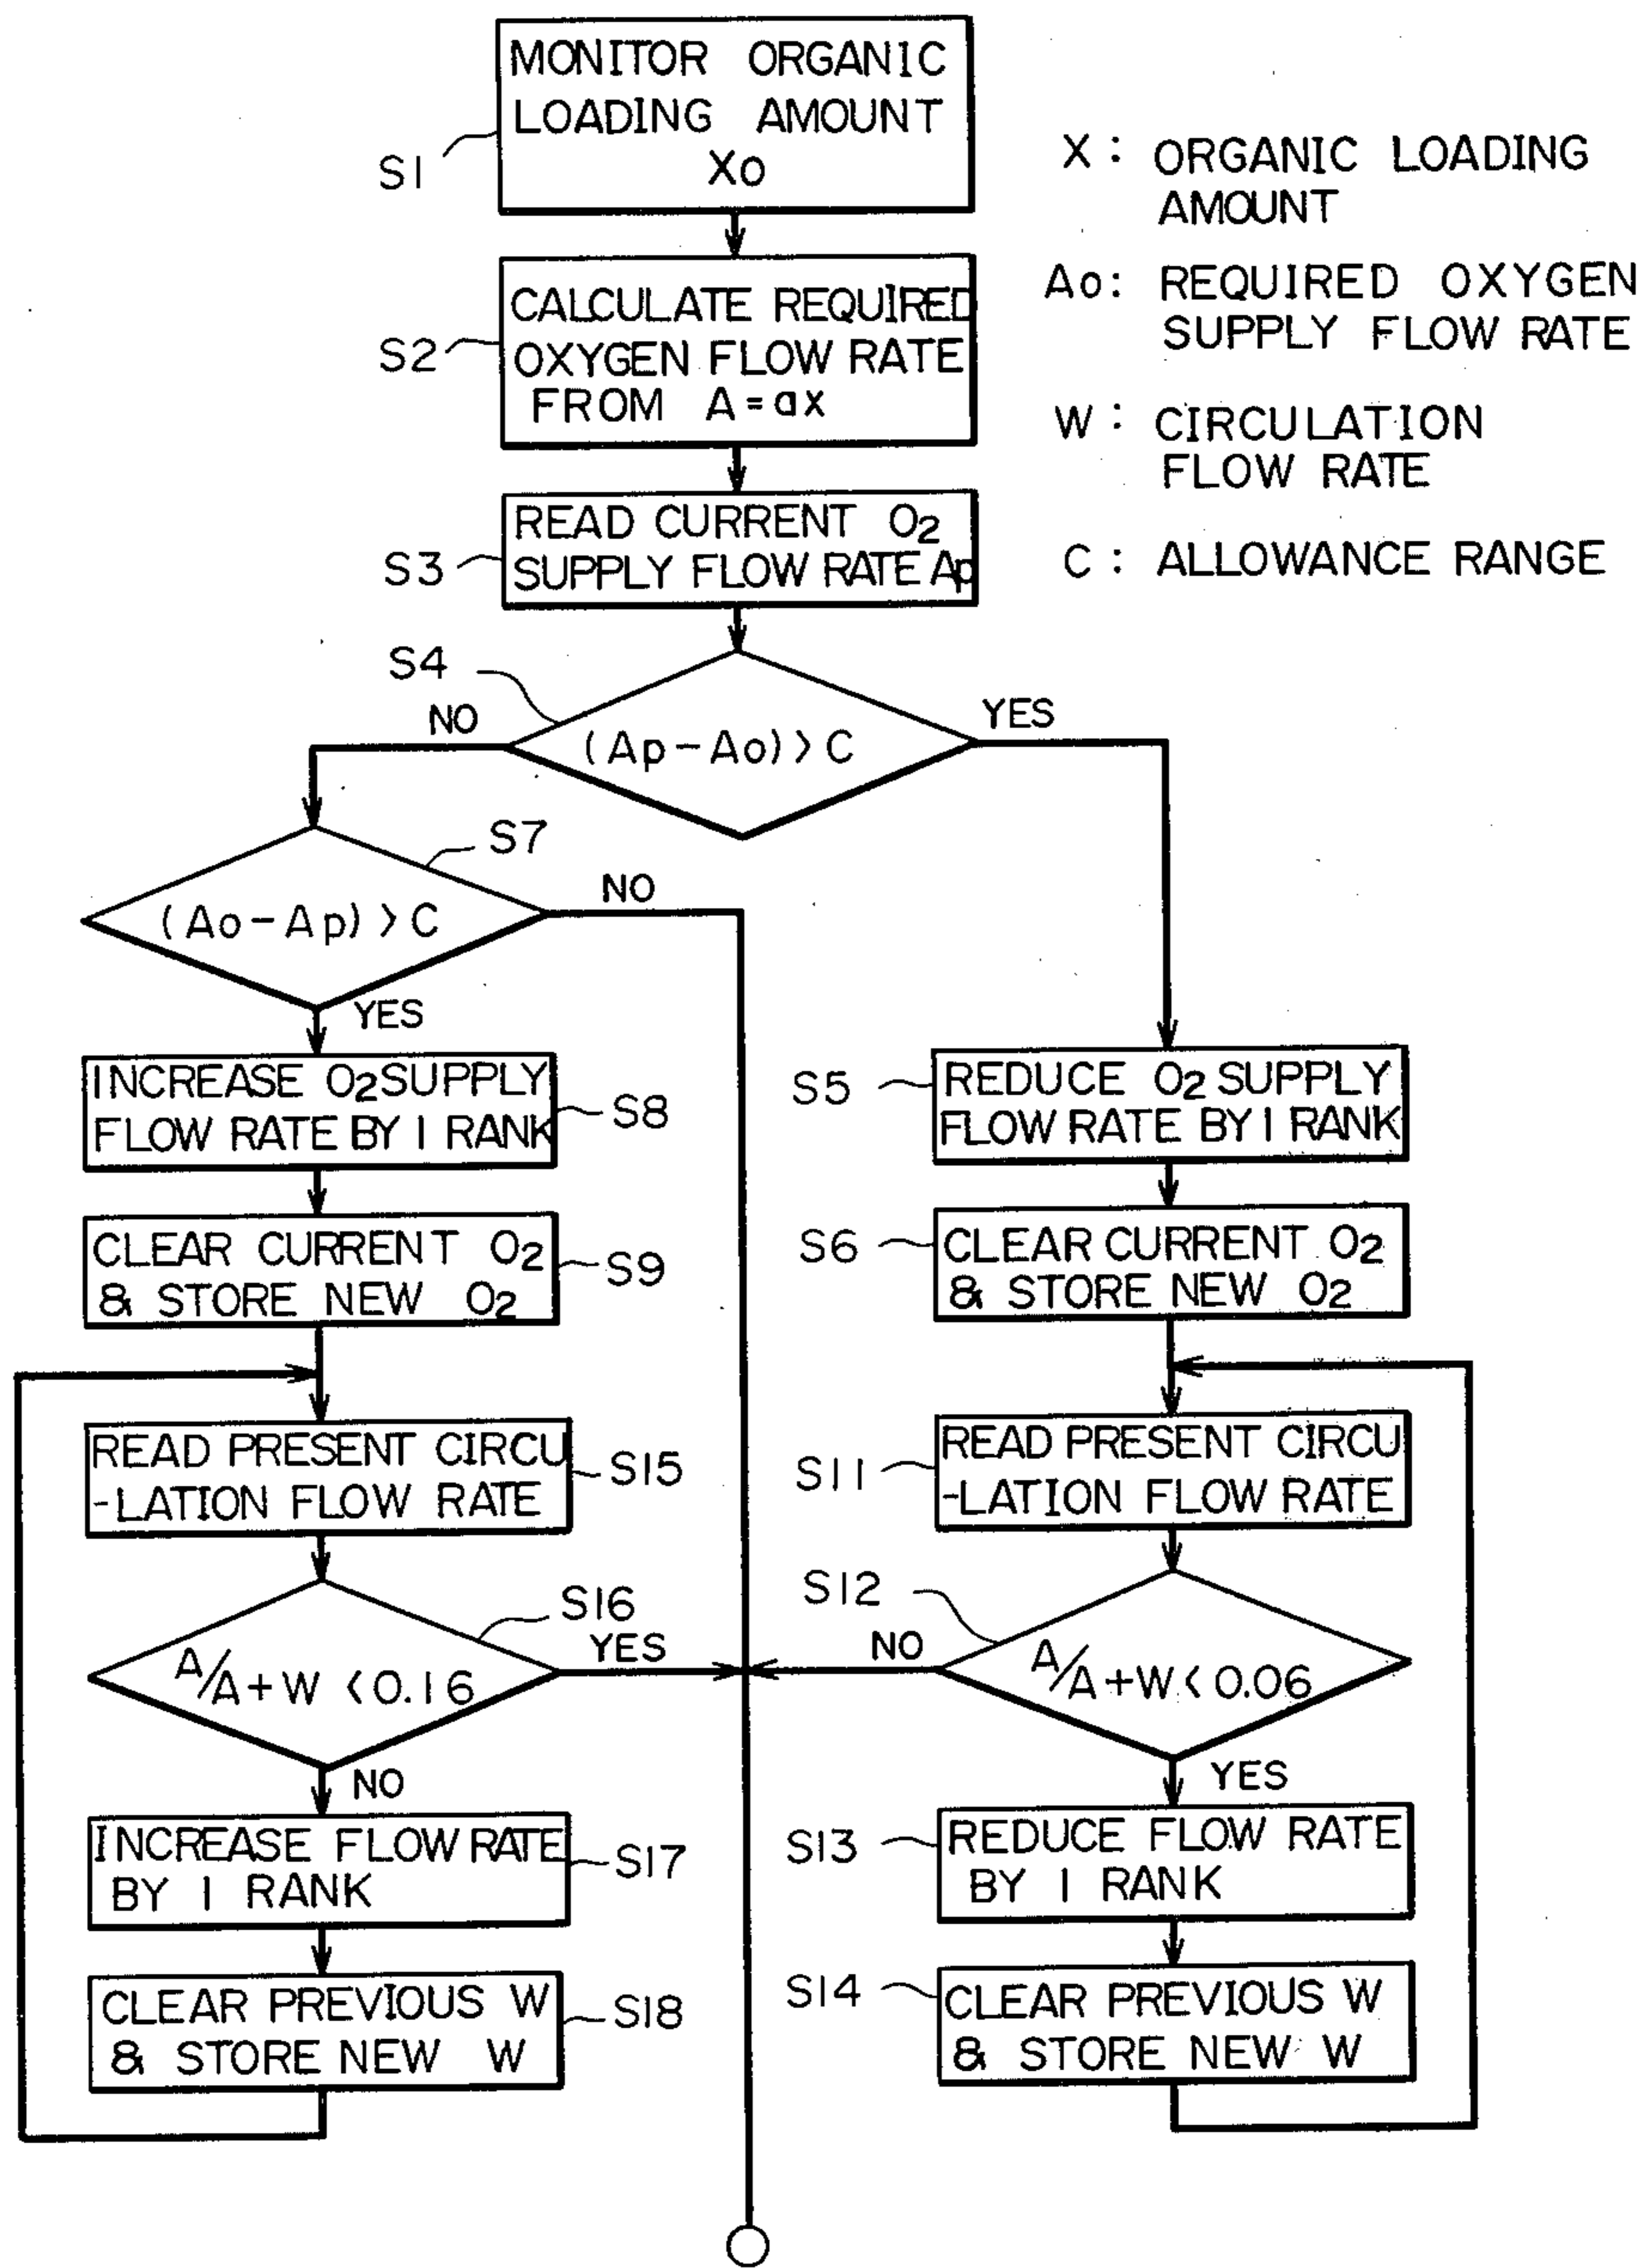 MONITOR ORGANIC
LOADING AMOUNT
Xo
S1
X : ORGANIC LOADING
AMOUNT
Ao: REQUIRED OXYGEN
SUPPLY FLOW RATE
W : CIRCULATION
FLOW RATE
C : ALLOWANCE RANGE
CALCULATE REQUIRED
OXYGEN FLOW RATE
FROM A = ax
S2
READ CURRENT O2
SUPPLY FLOW RATE Ap
S3
S4
NO
(Ap - Ao) > C
YES
S7
(Ao - Ap) > C
NO
YES
INCREASE O2 SUPPLY
FLOW RATE BY 1 RANK
S8
S5
REDUCE O2 SUPPLY
FLOW RATE BY 1 RANK
CLEAR CURRENT O2
& STORE NEW O2
S9
S6
CLEAR CURRENT O2
& STORE NEW O2
READ PRESENT CIRCU
-LATION FLOW RATE
S15
S11
READ PRESENT CIRCU
-LATION FLOW RATE
S16
A/A+W < 0.16
YES
S12
NO
A/A+W < 0.06
NO
YES
INCREASE FLOW RATE
BY 1 RANK
S17
S13
REDUCE FLOW RATE
BY 1 RANK
CLEAR PREVIOUS W
& STORE NEW W
S18
S14
CLEAR PREVIOUS W
& STORE NEW W